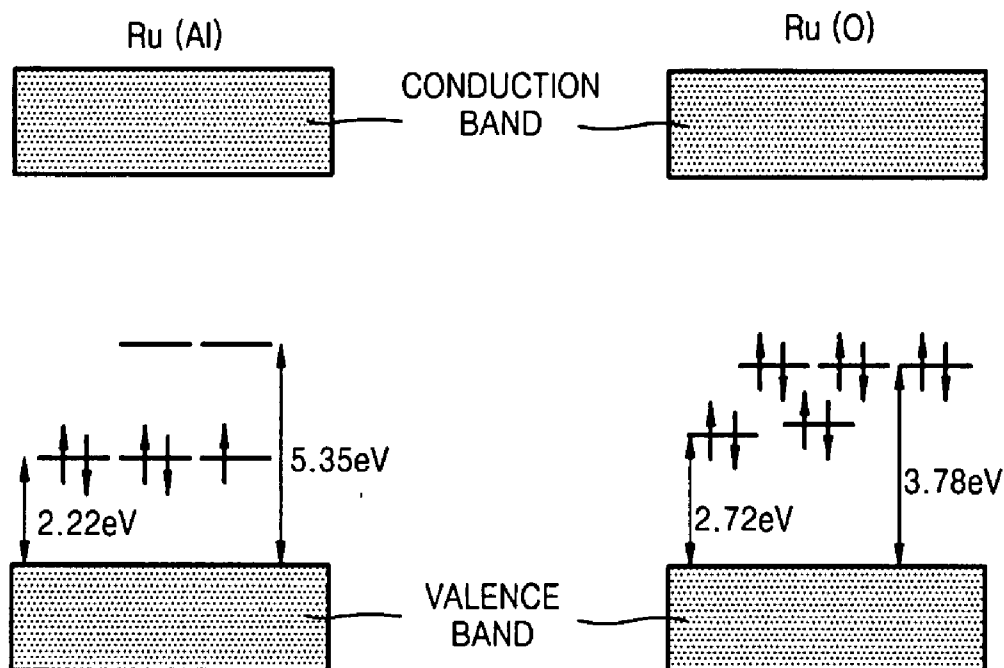 Ru (Al)
Ru (O)
CONDUCTION
BAND
5.35eV
2.22eV
3.78eV
2.72eV
VALENCE
BAND